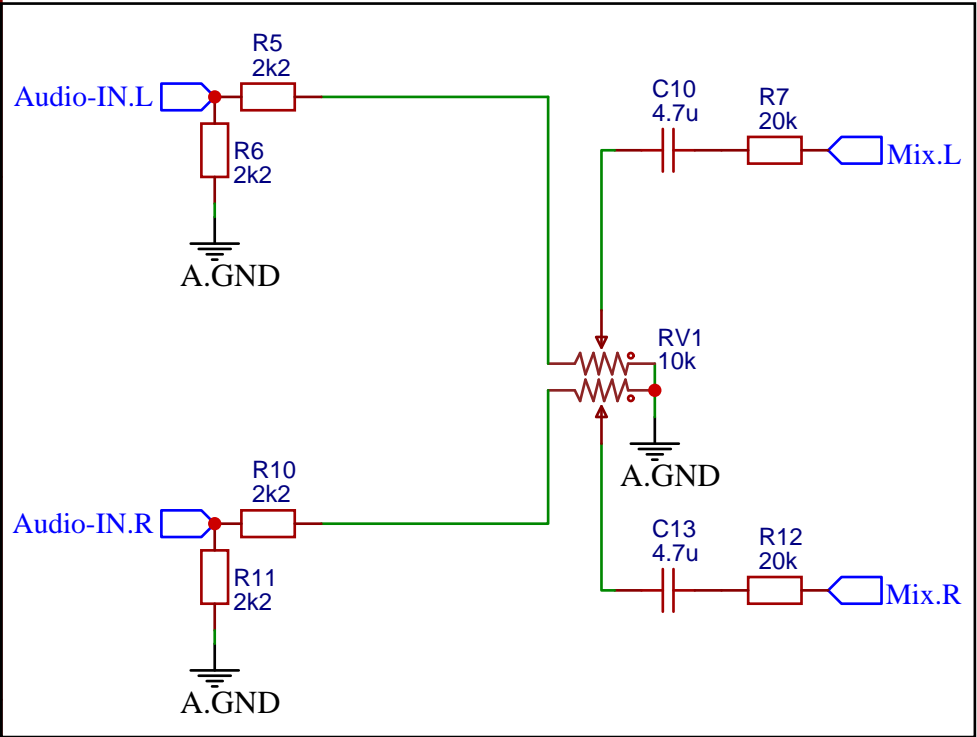 R5
2k2
Audio-IN.L
R6
2k2
A.GND
C10
4.7u
R7
20k
Mix.L
RV1
10k
A.GND
R10
2k2
Audio-IN.R
R11
2k2
A.GND
C13
4.7u
R12
20k
Mix.R